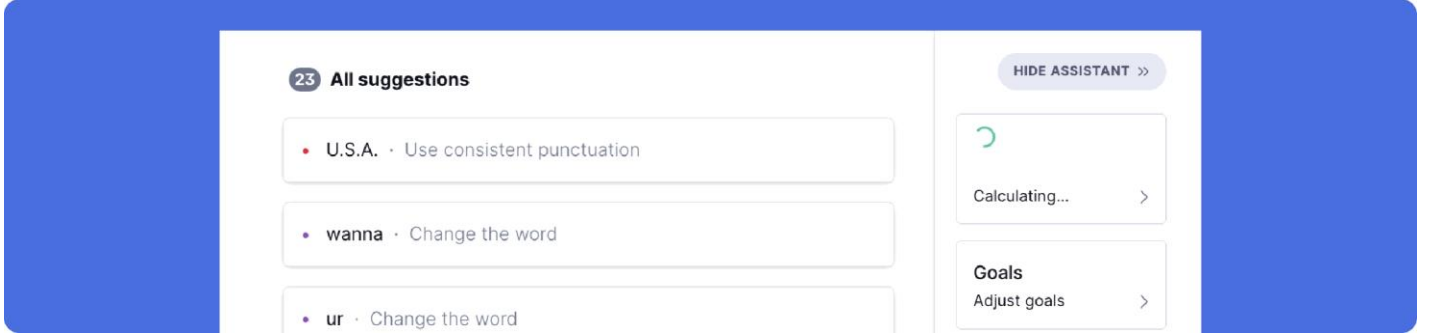 23 All suggestions
U.S.A. · Use consistent punctuation
wanna · Change the word
ur · Change the word
HIDE ASSISTANT »
Calculating...
Goals
Adjust goals